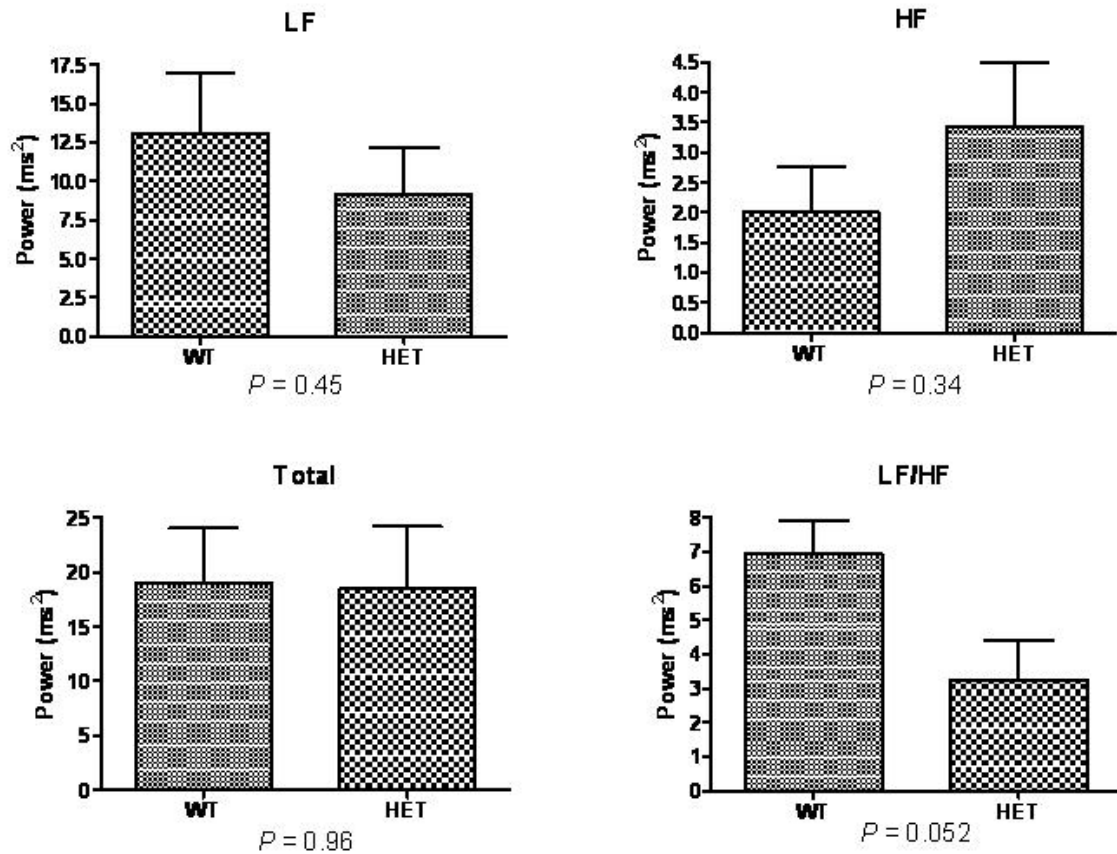 LF
Power (ms²)
17.5
15.0
12.5
10.0
7.5
5.0
2.5
0.0
WT HET
P = 0.45
HF
Power (ms²)
4.5
4.0
3.5
3.0
2.5
2.0
1.5
1.0
0.5
0.0
WT HET
P = 0.34
Total
Power (ms²)
25
20
15
10
5
0
WT HET
P = 0.96
LF/HF
Power (ms²)
8
7
6
5
4
3
2
1
0
WT HET
P = 0.052